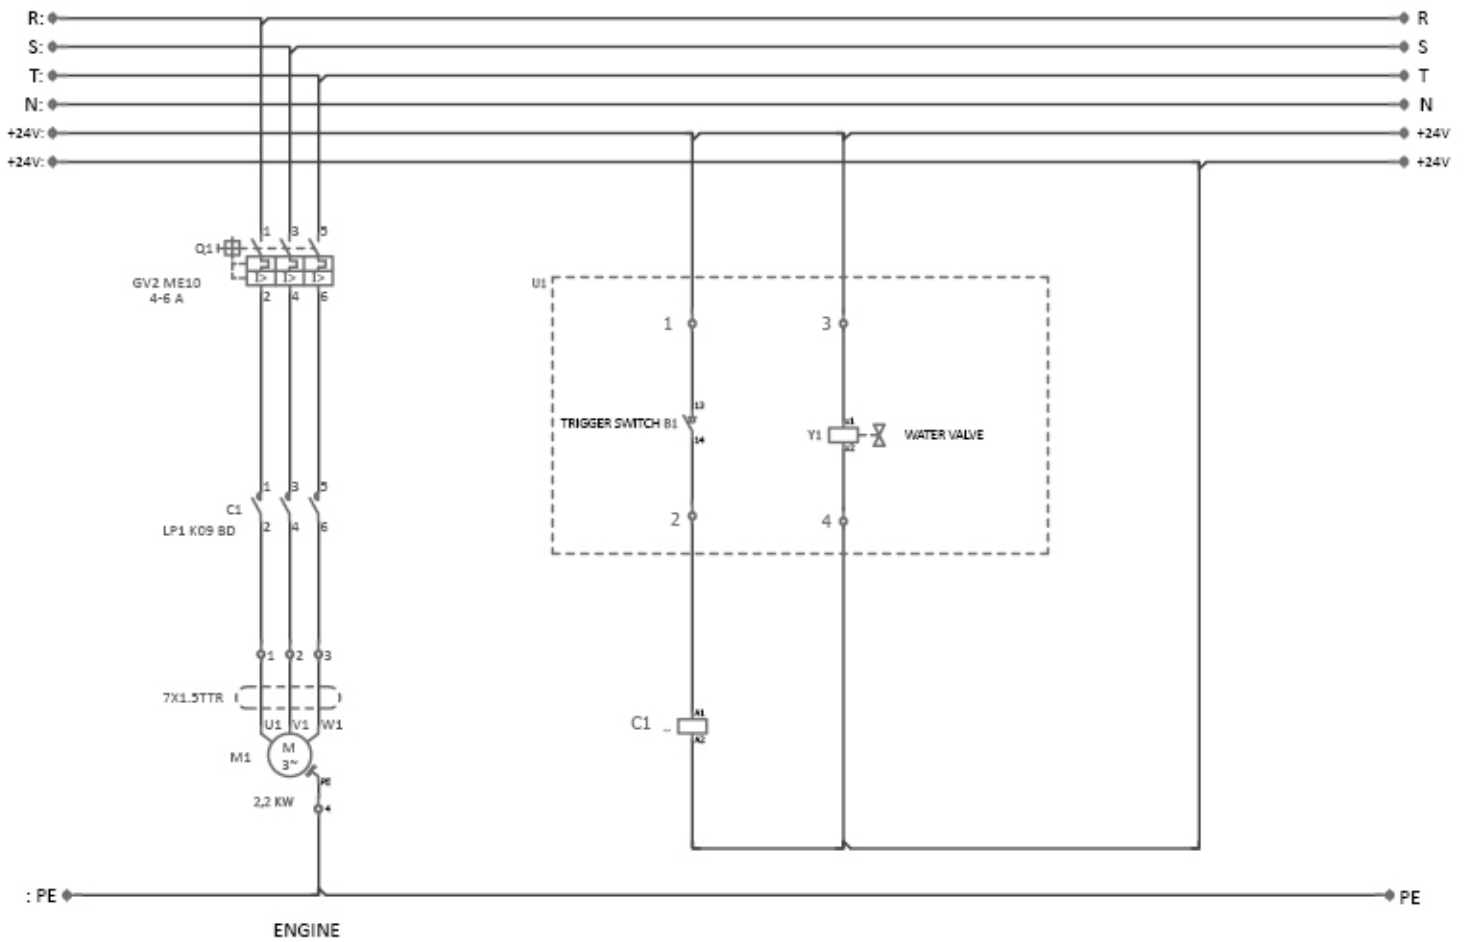 R: R
S: S
T: T
N: N
+24V: +24V
+24V: +24V
1 3 5
Q1
GV2 ME10
4-6 A
I> I> I>
2 4 6
U1
1 3
13
TRIGGER SWITCH B1
14
Y1 WATER VALVE
1 3 5
C1
2 4
LP1 K09 BD 2 4 6
1 2 3
7X1.5TTR
U1 V1 W1
C1 ..
A1
A2
M1
M
3~
PE
2,2 KW
4
: PE PE
ENGINE